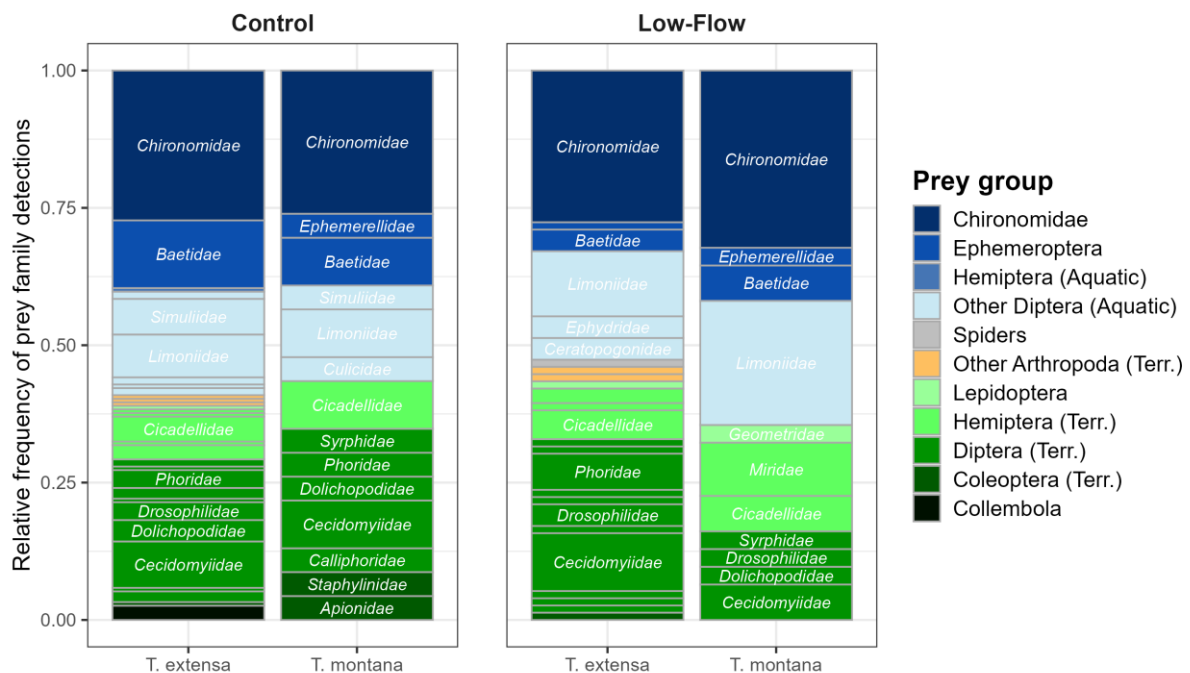 Control
Low-Flow
Relative frequency of prey family detections
1.00
0.75
0.50
0.25
0.00
Chironomidae
Baetidae
Simuliidae
Limoniidae
Cicadellidae
Phoridae
Drosophilidae
Dolichopodidae
Cecidomyiidae
T. extensa
Chironomidae
Ephemerellidae
Baetidae
Simuliidae
Limoniidae
Culicidae
Cicadellidae
Syrphidae
Phoridae
Dolichopodidae
Cecidomyiidae
Calliphoridae
Staphylinidae
Apionidae
T. montana
Chironomidae
Baetidae
Limoniidae
Ephydridae
Ceratopogonidae
Cicadellidae
Phoridae
Drosophilidae
Cecidomyiidae
T. extensa
Chironomidae
Ephemerellidae
Baetidae
Limoniidae
Geometridae
Miridae
Cicadellidae
Syrphidae
Drosophilidae
Dolichopodidae
Cecidomyiidae
T. montana
Prey group
Chironomidae
Ephemeroptera
Hemiptera (Aquatic)
Other Diptera (Aquatic)
Spiders
Other Arthropoda (Terr.)
Lepidoptera
Hemiptera (Terr.)
Diptera (Terr.)
Coleoptera (Terr.)
Collembola